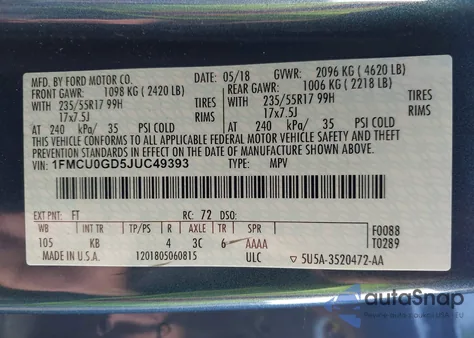 MFD. BY FORD MOTOR CO. DATE: 05/18 GVWR: 2096 KG (4620 LB)
FRONT GAWR: 1098 KG (2420 LB) REAR GAWR: 1006 KG (2218 LB)
WITH 235/55R17 99H TIRES WITH 235/55R17 99H TIRES
17x7.5J RIMS 17x7.5J RIMS
AT 240 kPa/ 35 PSI COLD AT 240 kPa/ 35 PSI COLD
THIS VEHICLE CONFORMS TO ALL APPLICABLE FEDERAL MOTOR VEHICLE SAFETY AND THEFT
PREVENTION STANDARDS IN EFFECT ON THE DATE OF MANUFACTURE SHOWN ABOVE.
VIN: 1FMCU0GD5JUC49393 TYPE: MPV
EXT PNT: FT RC: 72 DSO: F0088
WB INT TR TP/PS R AXLE TR T0289
105 KB 4 3C 6 AAAA
MADE IN U.S.A. 1201805060815 ULC ▽ 5U5A-3520472-AA
autoSnap